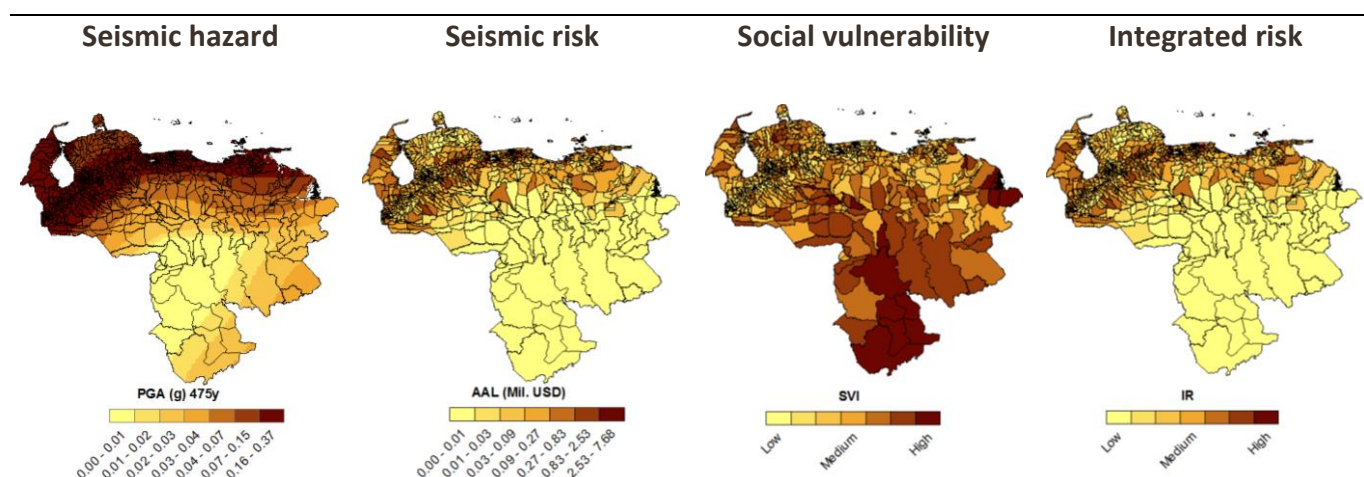 Seismic hazard
Seismic risk
Social vulnerability
Integrated risk
PGA (g) 475y
0.00 - 0.01
0.01 - 0.02
0.02 - 0.03
0.03 - 0.04
0.04 - 0.07
0.07 - 0.15
0.16 - 0.37
AAL (Mil. USD)
0.00 - 0.01
0.01 - 0.03
0.03 - 0.09
0.09 - 0.27
0.27 - 0.83
0.83 - 2.53
2.53 - 7.68
SVI
Low
Medium
High
IR
Low
Medium
High